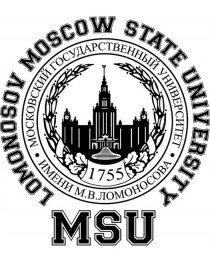 LOMONOSOV MOSCOW STATE UNIVERSITY
МОСКОВСКИЙ ГОСУДАРСТВЕННЫЙ УНИВЕРСИТЕТ
1755
• ИМЕНИ М.В.ЛОМОНОСОВА •
MSU